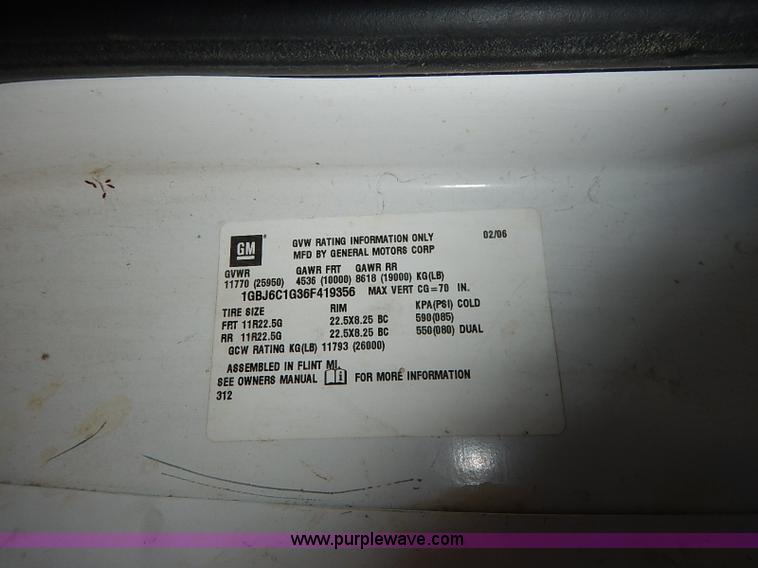 GM GVW RATING INFORMATION ONLY 02/06
MFD BY GENERAL MOTORS CORP
GVWR GAWR FRT GAWR RR
11770 (25950) 4536 (10000) 8618 (19000) KG(LB)
1GBJ6C1G36F419356 MAX VERT CG=70 IN.
TIRE SIZE RIM KPA(PSI) COLD
FRT 11R22.5G 22.5X8.25 BC 590(085)
RR 11R22.5G 22.5X8.25 BC 550(080) DUAL
GCW RATING KG(LB) 11793 (26000)
ASSEMBLED IN FLINT MI.
SEE OWNERS MANUAL i FOR MORE INFORMATION
312
www.purplewave.com